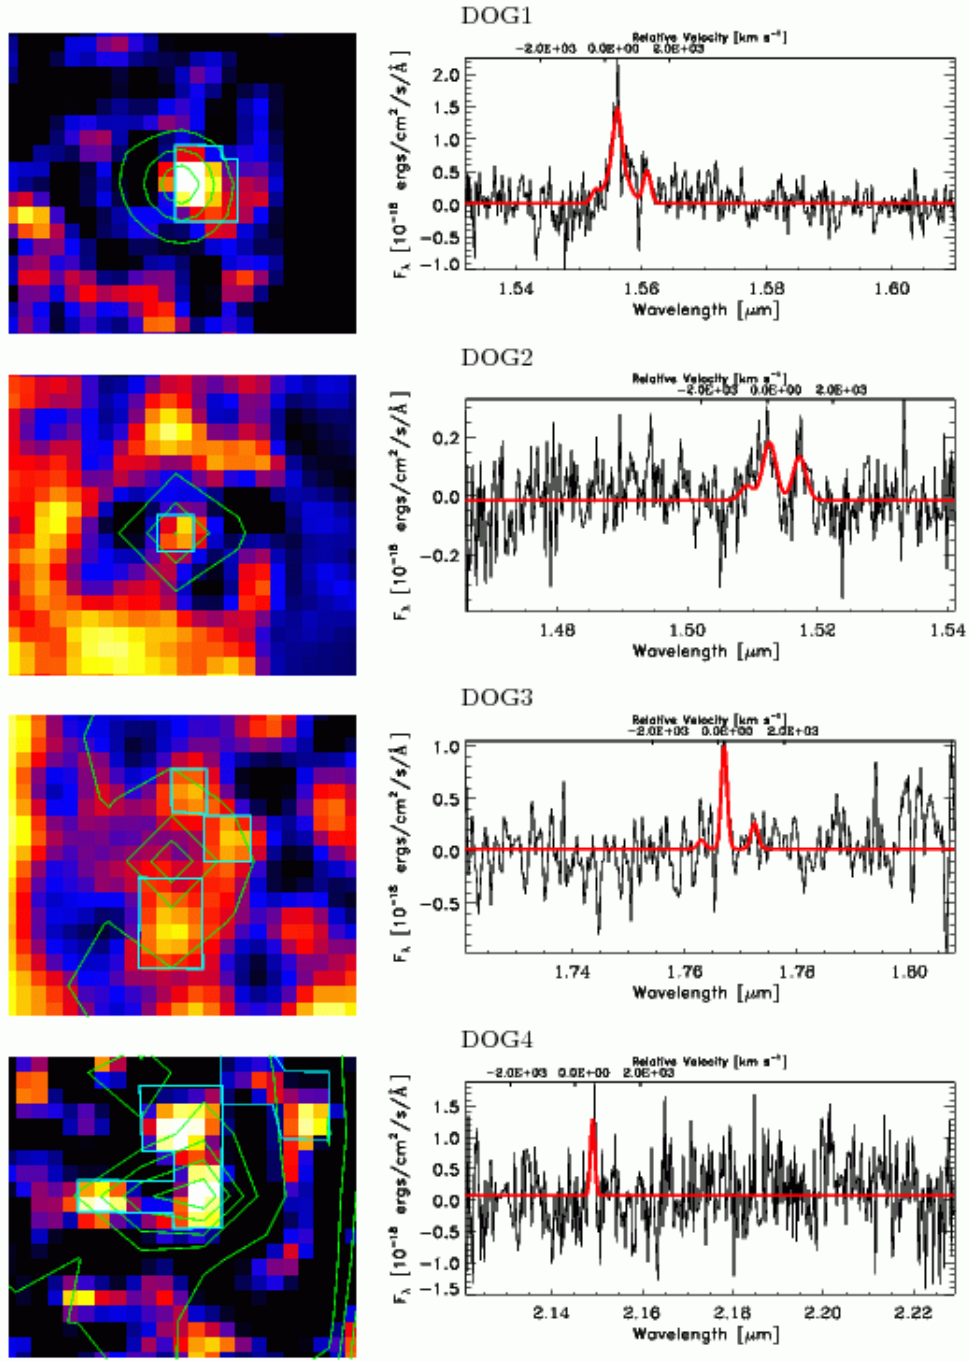 DOG1
Relative Velocity [km s⁻¹]
-2.0E+03 0.0E+00 2.0E+03
2.0
1.5
1.0
0.5
0.0
-0.5
-1.0
Fλ [10⁻¹⁸ ergs/cm²/s/Å]
1.54 1.56 1.58 1.60
Wavelength [μm]
DOG2
Relative Velocity [km s⁻¹]
-2.0E+03 0.0E+00 2.0E+03
0.2
0.0
-0.2
Fλ [10⁻¹⁸ ergs/cm²/s/Å]
1.48 1.50 1.52 1.54
Wavelength [μm]
DOG3
Relative Velocity [km s⁻¹]
-2.0E+03 0.0E+00 2.0E+03
1.0
0.5
0.0
-0.5
Fλ [10⁻¹⁸ ergs/cm²/s/Å]
1.74 1.76 1.78 1.80
Wavelength [μm]
DOG4
Relative Velocity [km s⁻¹]
-2.0E+03 0.0E+00 2.0E+03
1.5
1.0
0.5
0.0
-0.5
-1.0
-1.5
Fλ [10⁻¹⁸ ergs/cm²/s/Å]
2.14 2.16 2.18 2.20 2.22
Wavelength [μm]